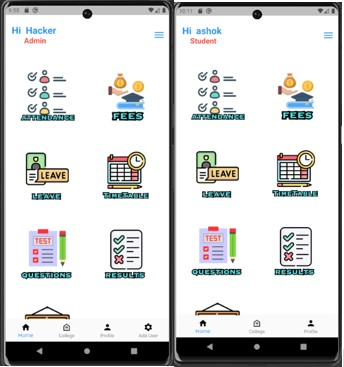 9:55
Hi Hacker
Admin
ATTENDANCE
FEES
LEAVE
LEAVE
TIMETABLE
TEST
QUESTIONS
RESULTS
Home
College
Profile
Add User
10:11
Hi ashok
Student
ATTENDANCE
FEES
LEAVE
LEAVE
TIMETABLE
TEST
QUESTIONS
RESULTS
Home
College
Profile